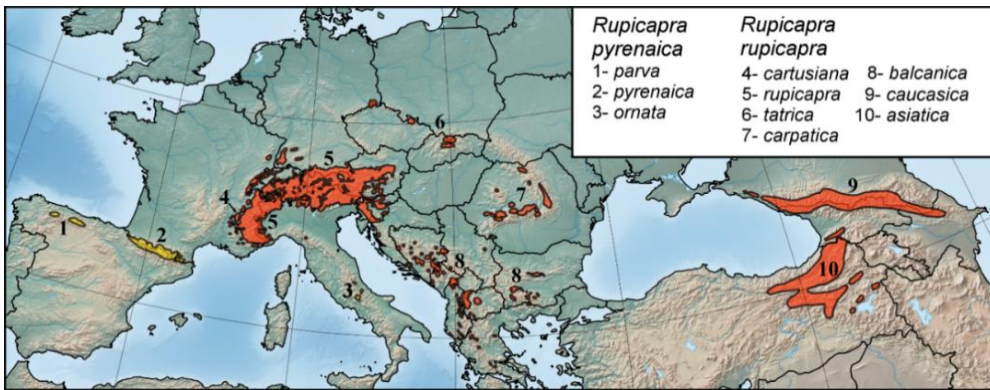 Rupicapra
pyrenaica
1- parva
2- pyrenaica
3- ornata
Rupicapra
rupicapra
4- cartusiana
5- rupicapra
6- tatrica
7- carpatica
8- balcanica
9- caucasica
10- asiatica
6
5
7
9
4
1
2
5
8
8
3
10